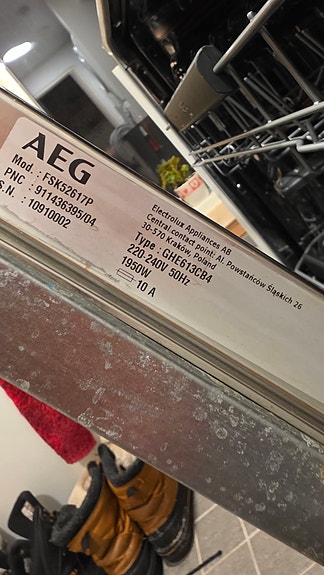 AEG
Mod. : FSK52617P
PNC : 911436395/04
S.N. : 10910002
Electrolux Appliances AB
Central contact point: Al. Powstańców Śląskich 26
30-570 Kraków, Poland
Type : GHE613CB4
220-240V 50Hz
1950W
10 A